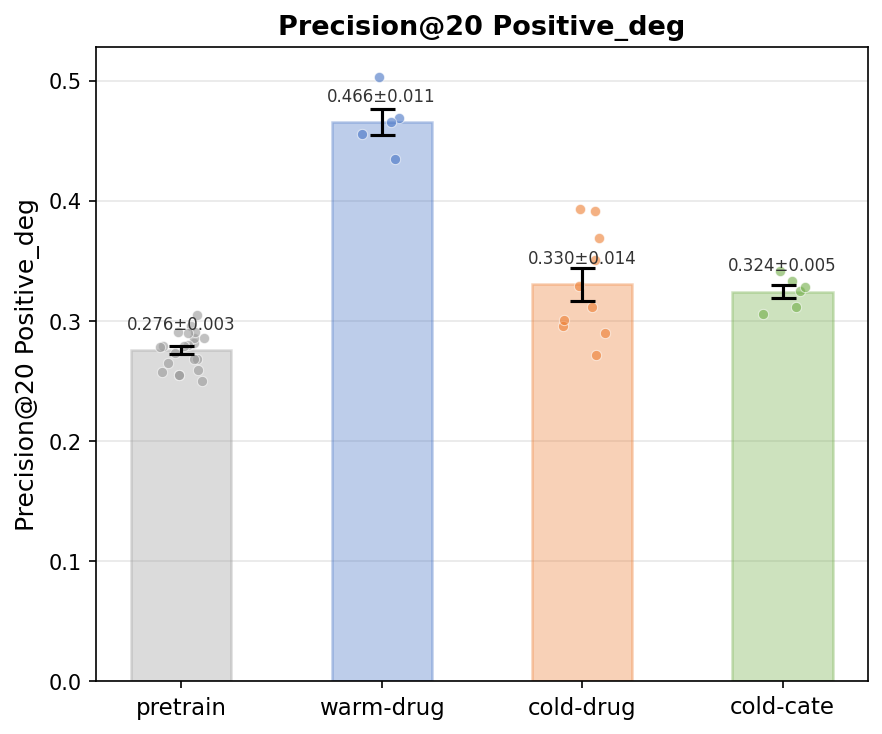 Precision@20 Positive_deg
Precision@20 Positive_deg
0.5
0.4
0.3
0.2
0.1
0.0
0.276±0.003
0.466±0.011
0.330±0.014
0.324±0.005
pretrain
warm-drug
cold-drug
cold-cate